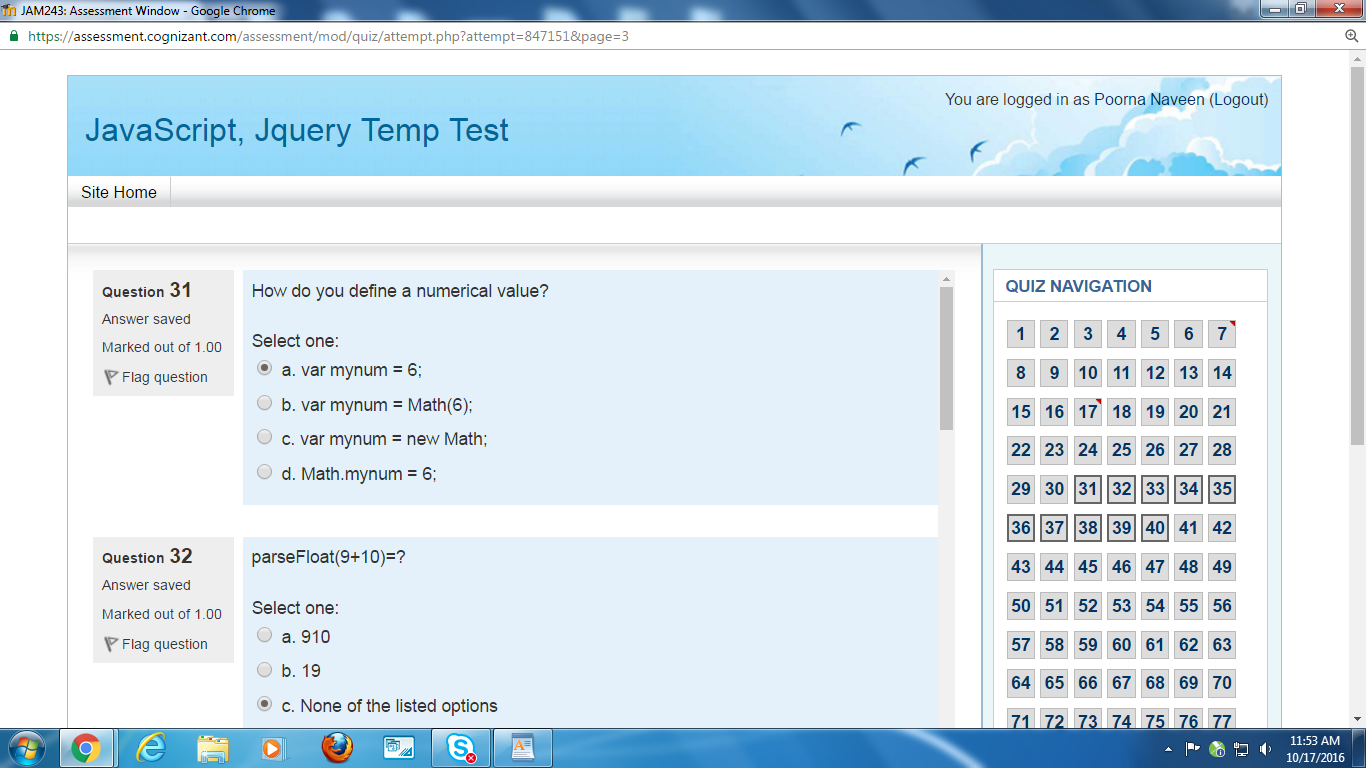 JAM243: Assessment Window - Google Chrome
https://assessment.cognizant.com/assessment/mod/quiz/attempt.php?attempt=847151&page=3
You are logged in as Poorna Naveen (Logout)
JavaScript, Jquery Temp Test
Site Home
Question 31
Answer saved
Marked out of 1.00
Flag question
How do you define a numerical value?
Select one:
a. var mynum = 6;
b. var mynum = Math(6);
c. var mynum = new Math;
d. Math.mynum = 6;
Question 32
Answer saved
Marked out of 1.00
Flag question
parseFloat(9+10)=?
Select one:
a. 910
b. 19
c. None of the listed options
QUIZ NAVIGATION
1 2 3 4 5 6 7
8 9 10 11 12 13 14
15 16 17 18 19 20 21
22 23 24 25 26 27 28
29 30 31 32 33 34 35
36 37 38 39 40 41 42
43 44 45 46 47 48 49
50 51 52 53 54 55 56
57 58 59 60 61 62 63
64 65 66 67 68 69 70
71 72 73 74 75 76 77
11:53 AM
10/17/2016